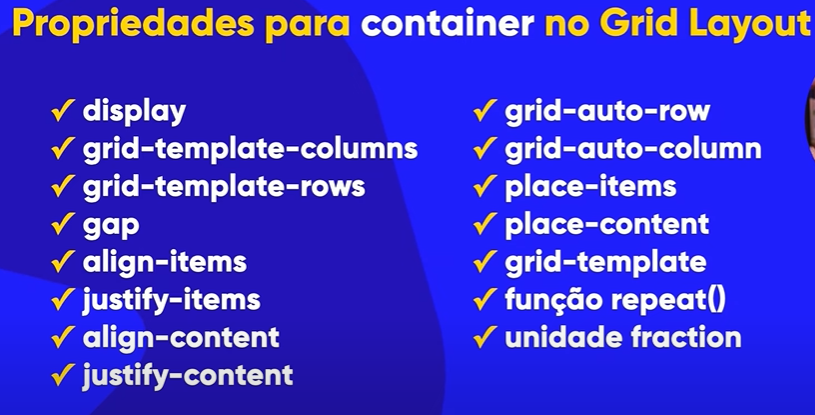 Propriedades para container no Grid Layout
✓ display
✓ grid-template-columns
✓ grid-template-rows
✓ gap
✓ align-items
✓ justify-items
✓ align-content
✓ justify-content
✓ grid-auto-row
✓ grid-auto-column
✓ place-items
✓ place-content
✓ grid-template
✓ função repeat()
✓ unidade fraction